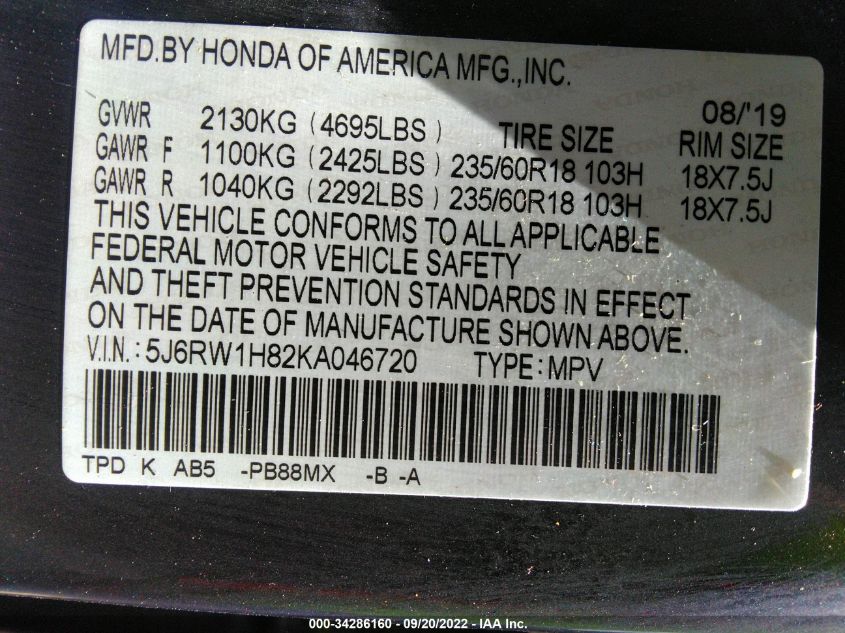 MFD.BY HONDA OF AMERICA MFG.,INC.
08/'19
GVWR 2130KG (4695LBS) TIRE SIZE RIM SIZE
GAWR F 1100KG (2425LBS) 235/60R18 103H 18X7.5J
GAWR R 1040KG (2292LBS) 235/60R18 103H 18X7.5J
THIS VEHICLE CONFORMS TO ALL APPLICABLE
FEDERAL MOTOR VEHICLE SAFETY
AND THEFT PREVENTION STANDARDS IN EFFECT
ON THE DATE OF MANUFACTURE SHOWN ABOVE.
V.I.N.: 5J6RW1H82KA046720 TYPE: MPV
TPD K AB5 -PB88MX -B -A
000-34286160 - 09/20/2022 - IAA Inc.